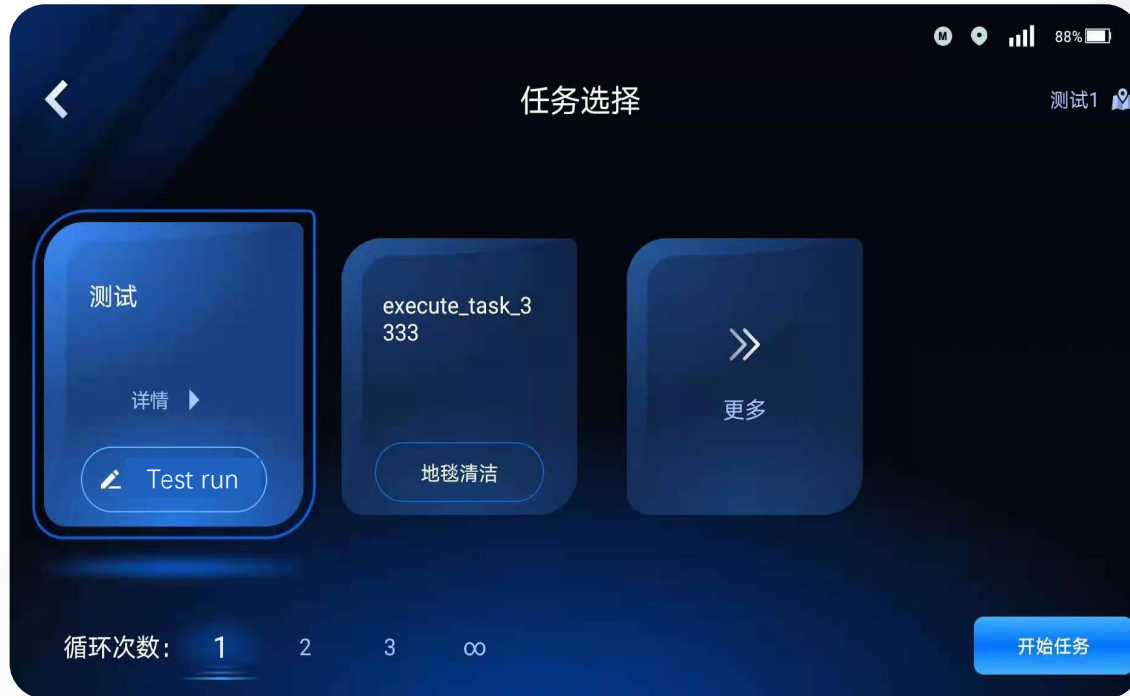 M
88%
任务选择
测试1
测试
详情
Test run
execute_task_3
333
地毯清洁
更多
循环次数: 1 2 3 ∞
开始任务